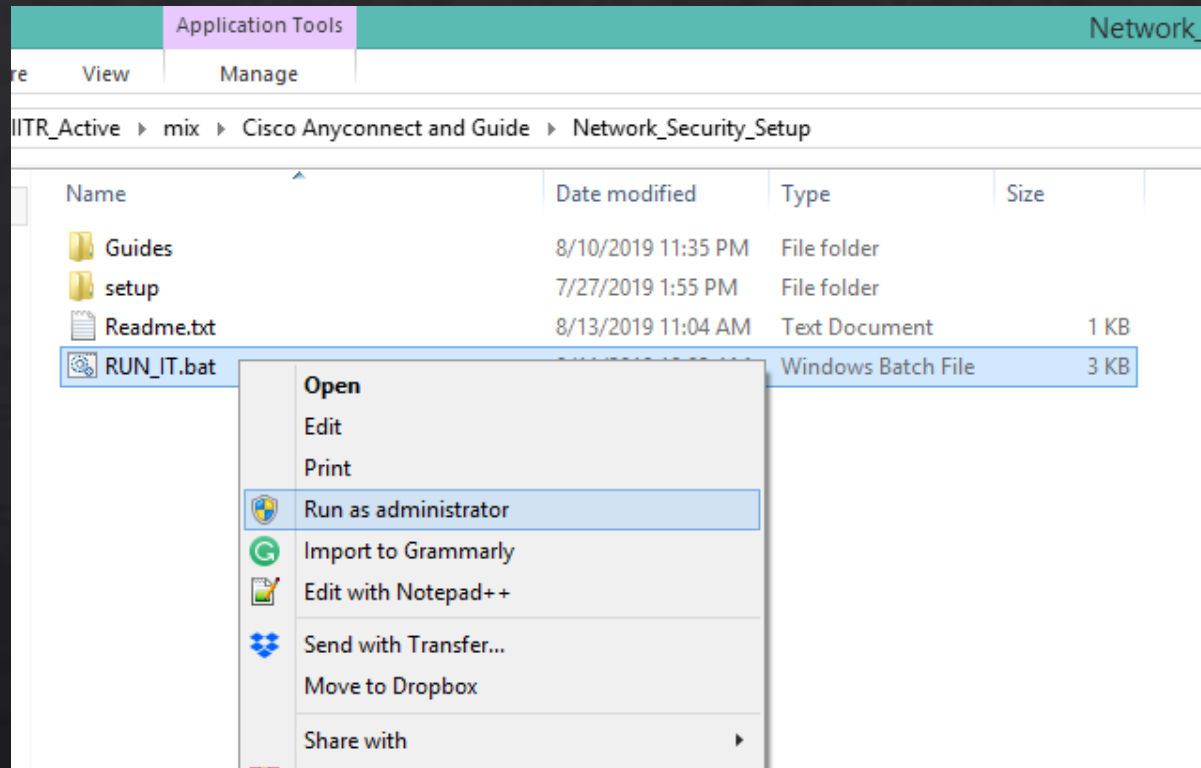 Application Tools
Network_
re View Manage
IITR_Active mix Cisco Anyconnect and Guide Network_Security_Setup
Name Date modified Type Size
Guides 8/10/2019 11:35 PM File folder
setup 7/27/2019 1:55 PM File folder
Readme.txt 8/13/2019 11:04 AM Text Document 1 KB
RUN_IT.bat Windows Batch File 3 KB
Open
Edit
Print
Run as administrator
Import to Grammarly
Edit with Notepad++
Send with Transfer...
Move to Dropbox
Share with